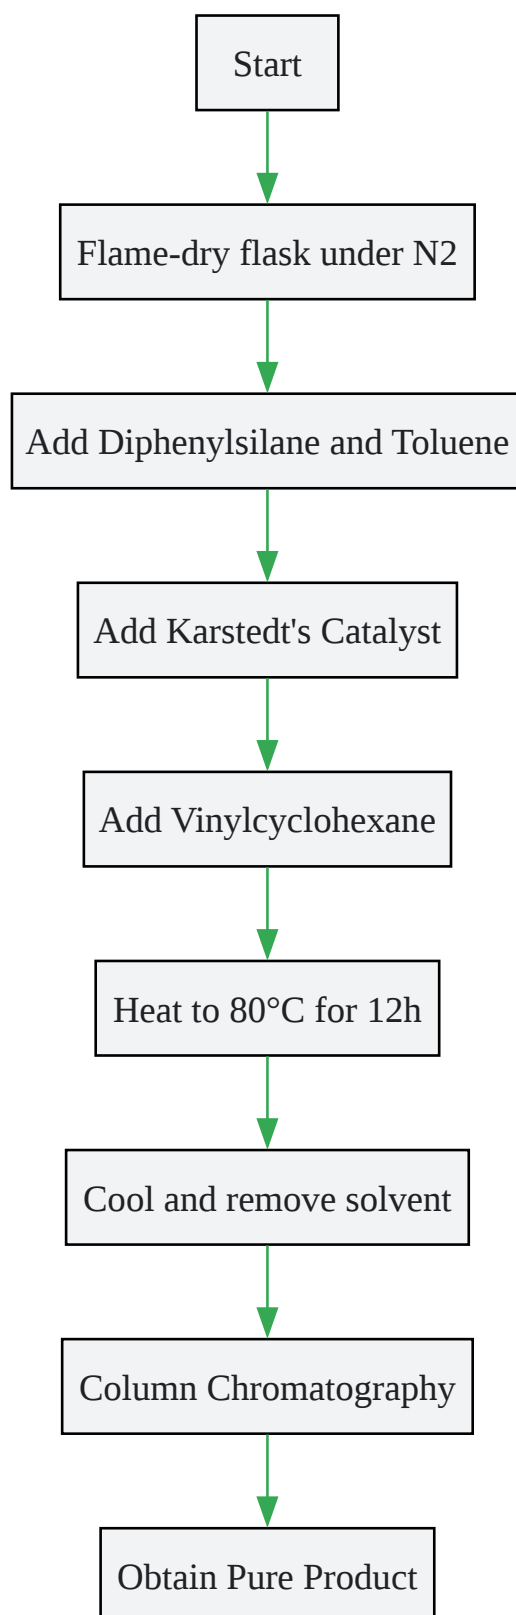 Start
Flame-dry flask under N2
Add Diphenylsilane and Toluene
Add Karstedt's Catalyst
Add Vinylcyclohexane
Heat to 80°C for 12h
Cool and remove solvent
Column Chromatography
Obtain Pure Product